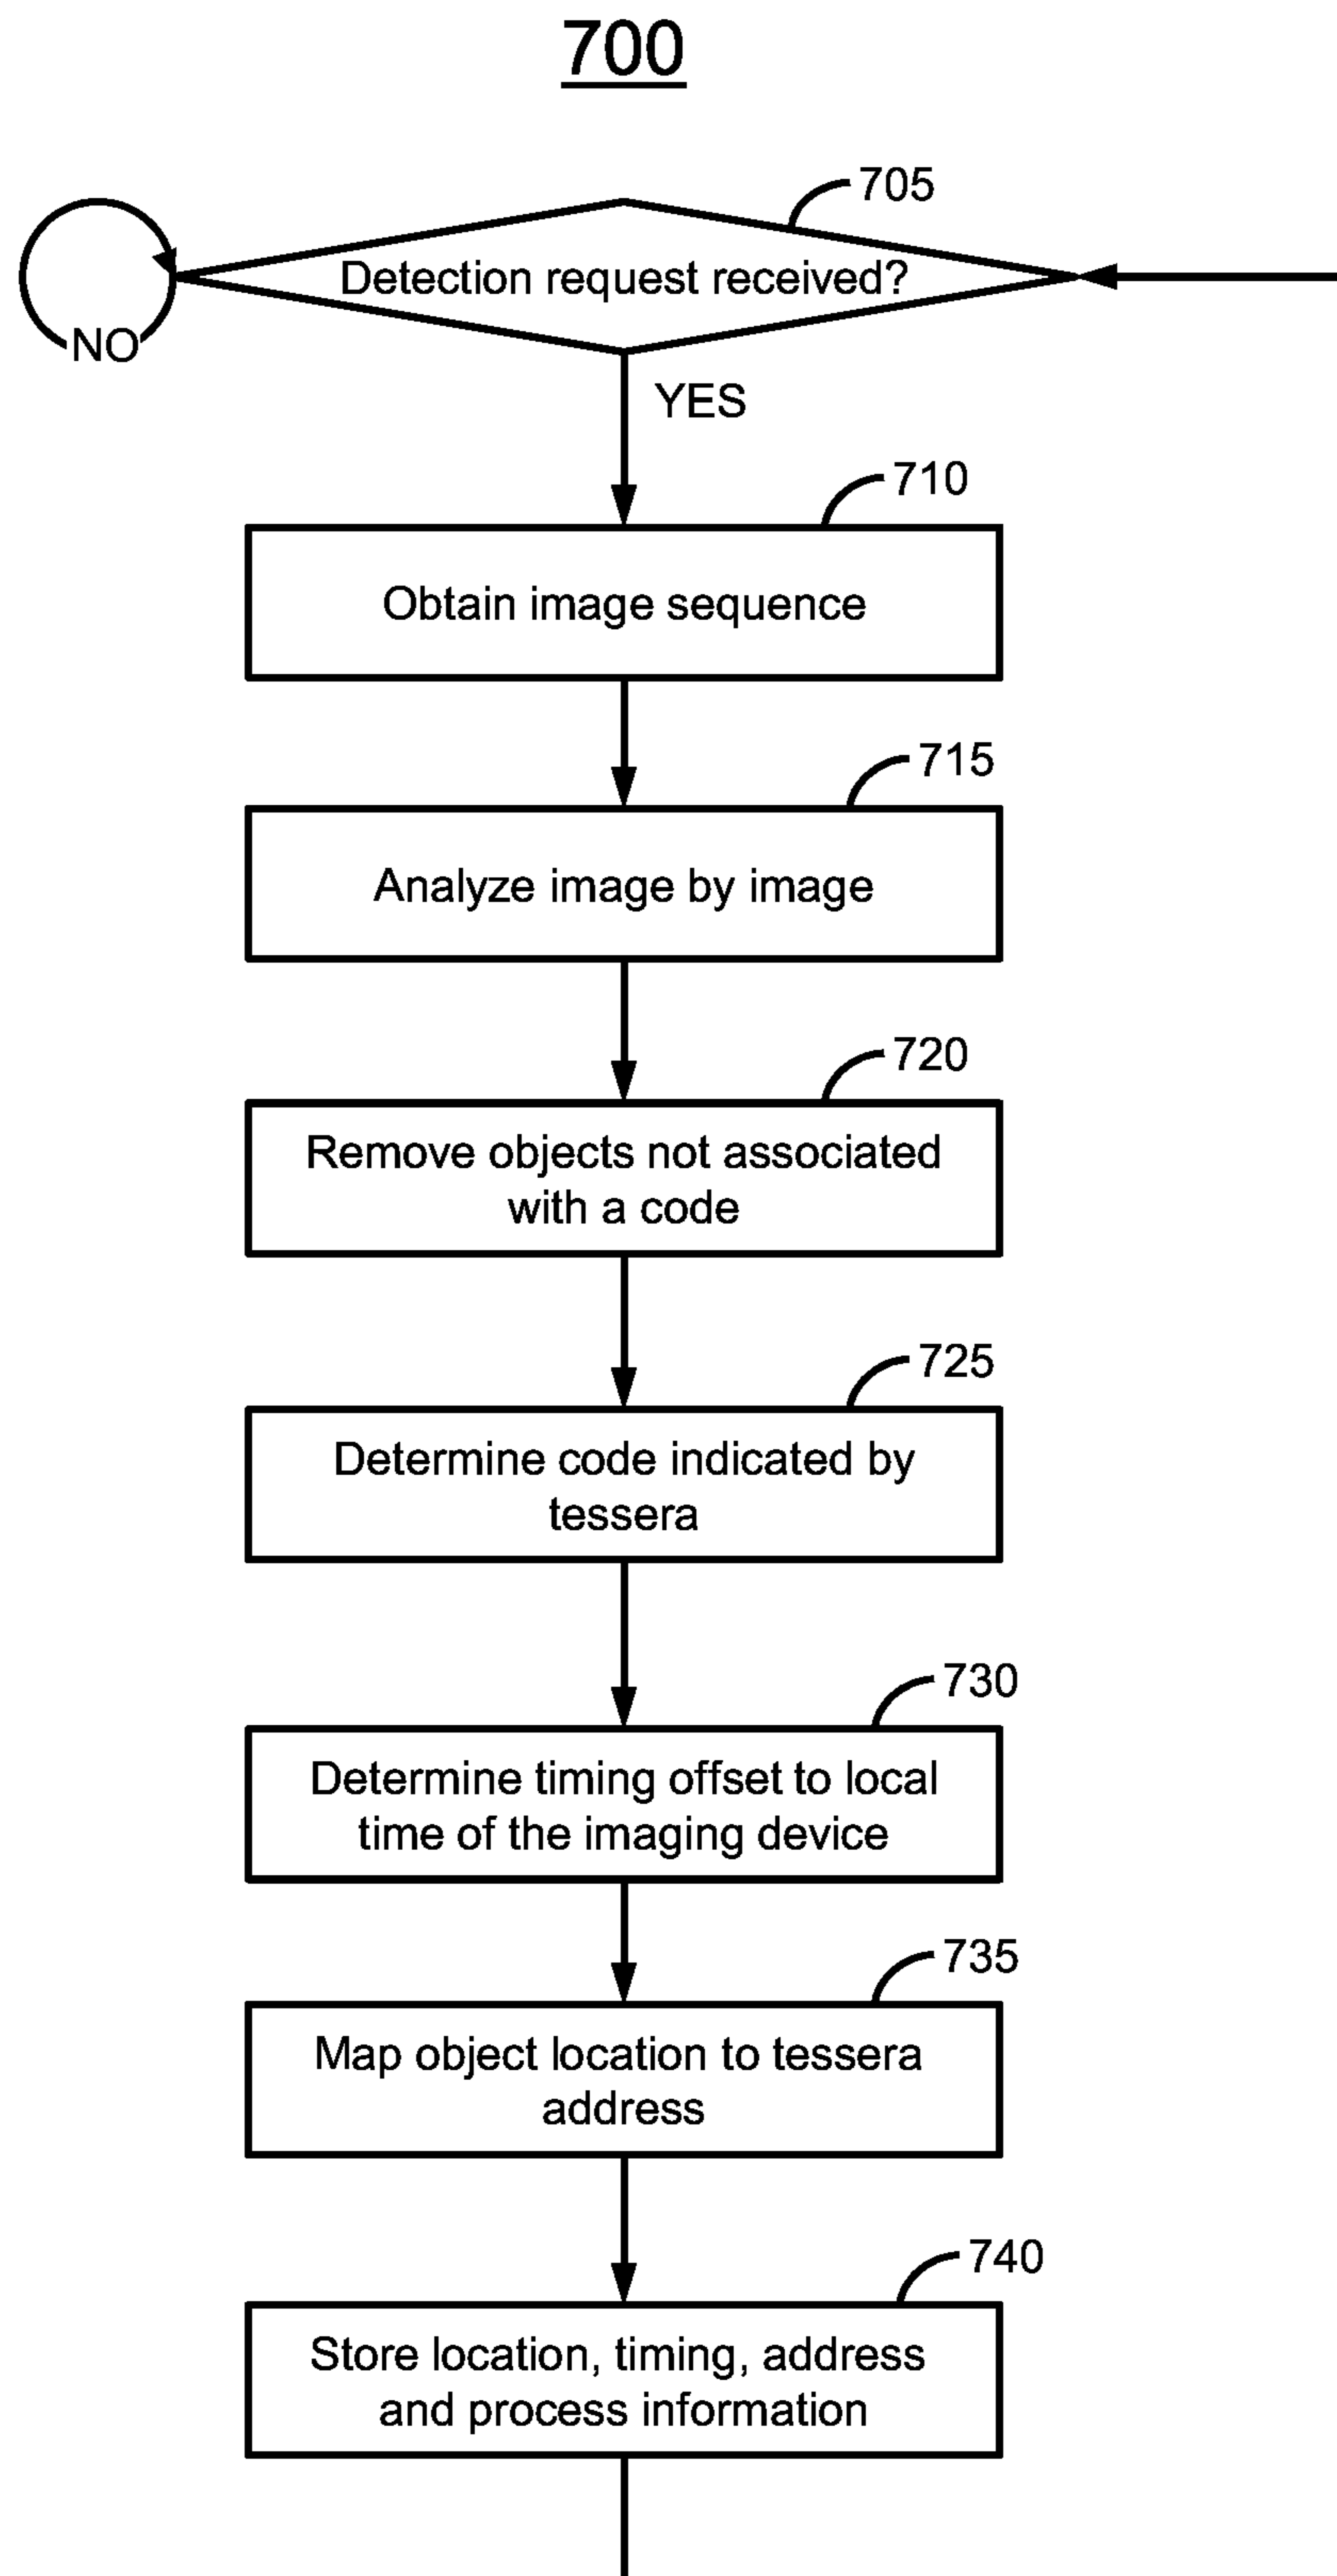 700
705
Detection request received?
NO
YES
710
Obtain image sequence
715
Analyze image by image
720
Remove objects not associated
with a code
725
Determine code indicated by
tessera
730
Determine timing offset to local
time of the imaging device
735
Map object location to tessera
address
740
Store location, timing, address
and process information